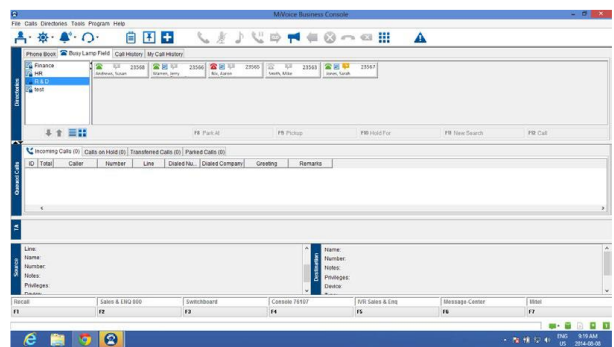 MiVoice Business Console
File Calls Directories Tools Program Help
Phone Book Busy Lamp Field Call History My Call History
Directories
Finance
HR
R & D
test
23568 23566 23565 23563 23567
Andrews, Susan Warren, Jerry Smith, Mike Jones, Sarah
F8 Park At F9 Pickup F10 Hold For F11 New Search F12 Call
Incoming Calls (0) Calls on Hold (0) Transferred Calls (0) Parked Calls (0)
Queued Calls
ID Total Caller Number Line Dialed Nu... Dialed Company Greeting Remarks
TA
Source
Line:
Name:
Number:
Notes:
Privileges:
Device:
Destination
Name:
Number:
Notes:
Privileges:
Device:
Recall Sales & ENQ 800 Switchboard Console 76107 IVR Sales & Enq Message Center Mitel
F1 F2 F3 F4 F5 F6 F7
ENG 9:19 AM
US 2014-08-08